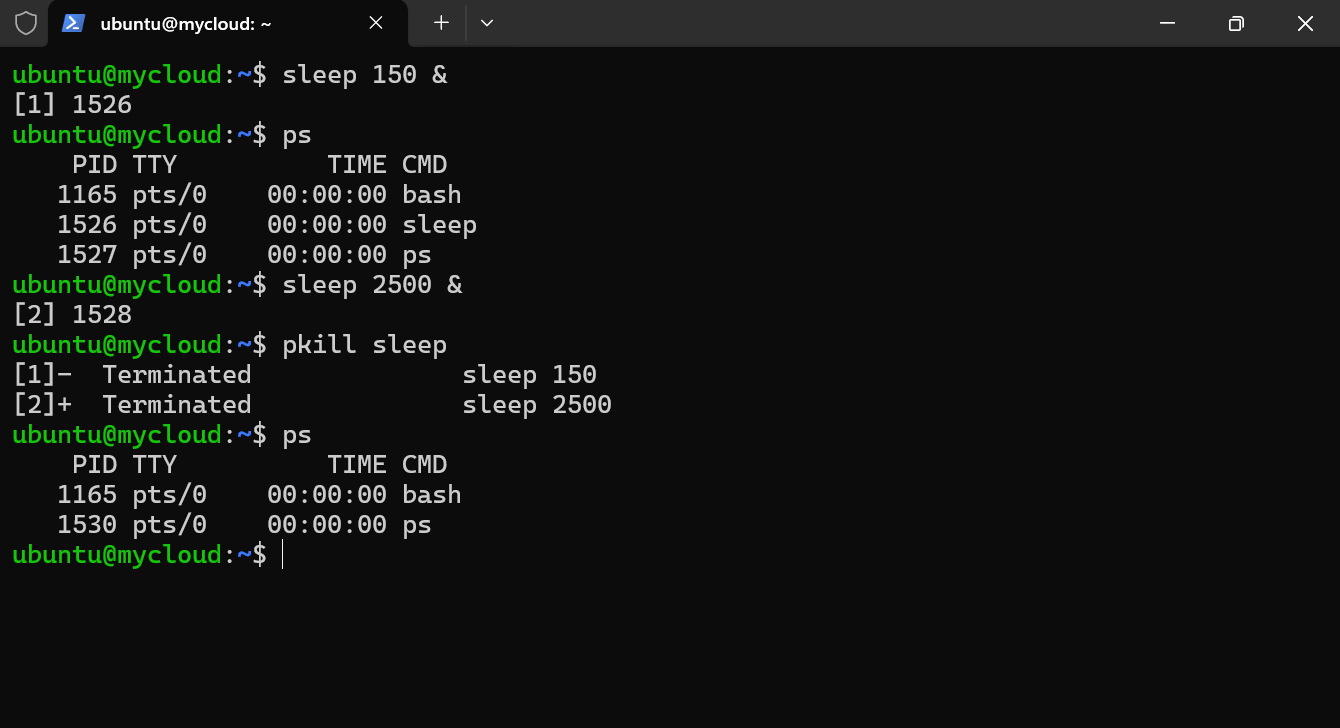 ubuntu@mycloud: ~
ubuntu@mycloud:~$ sleep 150 &
[1] 1526
ubuntu@mycloud:~$ ps
    PID TTY          TIME CMD
   1165 pts/0    00:00:00 bash
   1526 pts/0    00:00:00 sleep
   1527 pts/0    00:00:00 ps
ubuntu@mycloud:~$ sleep 2500 &
[2] 1528
ubuntu@mycloud:~$ pkill sleep
[1]-  Terminated              sleep 150
[2]+  Terminated              sleep 2500
ubuntu@mycloud:~$ ps
    PID TTY          TIME CMD
   1165 pts/0    00:00:00 bash
   1530 pts/0    00:00:00 ps
ubuntu@mycloud:~$